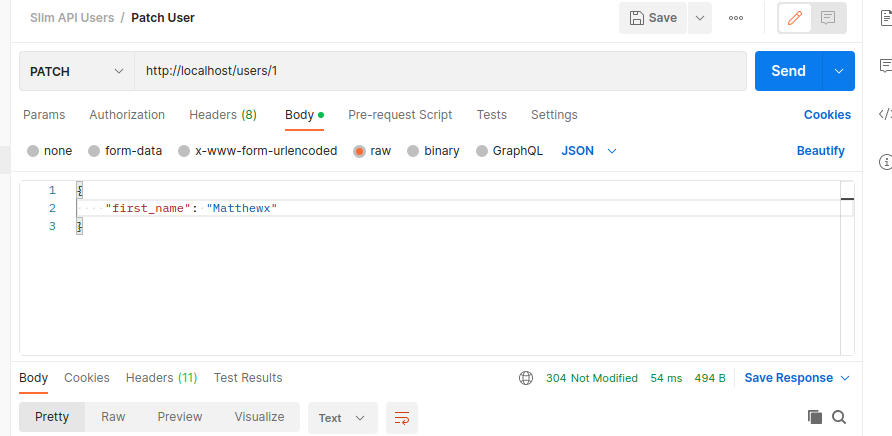 Slim API Users / Patch User
Save
PATCH
http://localhost/users/1
Send
Params Authorization Headers (8) Body Pre-request Script Tests Settings Cookies
none form-data x-www-form-urlencoded raw binary GraphQL JSON Beautify
1 {
2 "first_name": "Matthewx"
3 }
Body Cookies Headers (11) Test Results 304 Not Modified 54 ms 494 B Save Response
Pretty Raw Preview Visualize Text